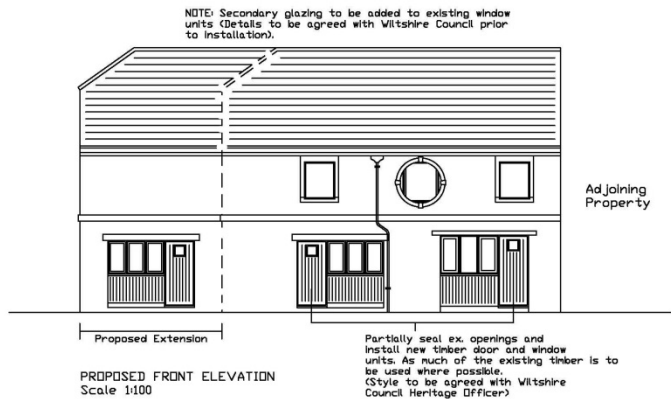 NOTE: Secondary glazing to be added to existing window
units (Details to be agreed with Wiltshire Council prior
to installation).
Adjoining
Property
Proposed Extension
Partially seal ex. openings and
install new timber door and window
units. As much of the existing timber is to
be used where possible.
(Style to be agreed with Wiltshire
Council Heritage Officer)
PROPOSED FRONT ELEVATION
Scale 1:100